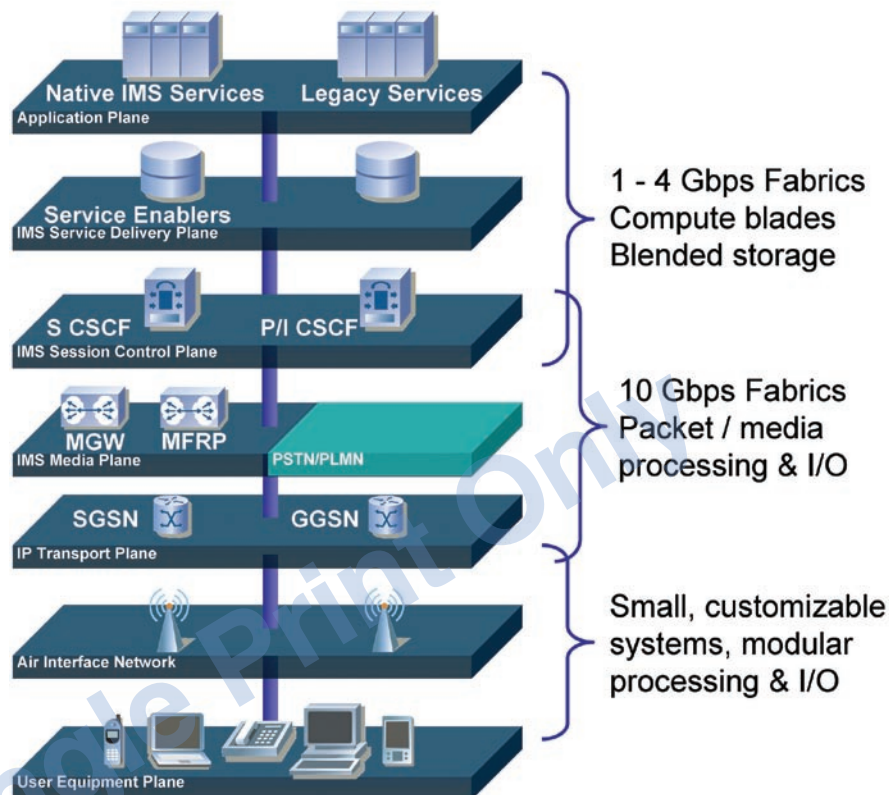 Native IMS Services
Legacy Services
Application Plane
Service Enablers
IMS Service Delivery Plane
1 - 4 Gbps Fabrics
Compute blades
Blended storage
S CSCF
P/I CSCF
IMS Session Control Plane
MGW
MFRP
IMS Media Plane
PSTN/PLMN
10 Gbps Fabrics
Packet / media
processing & I/O
SGSN
GGSN
IP Transport Plane
Air Interface Network
Small, customizable
systems, modular
processing & I/O
User Equipment Plane
Print Only